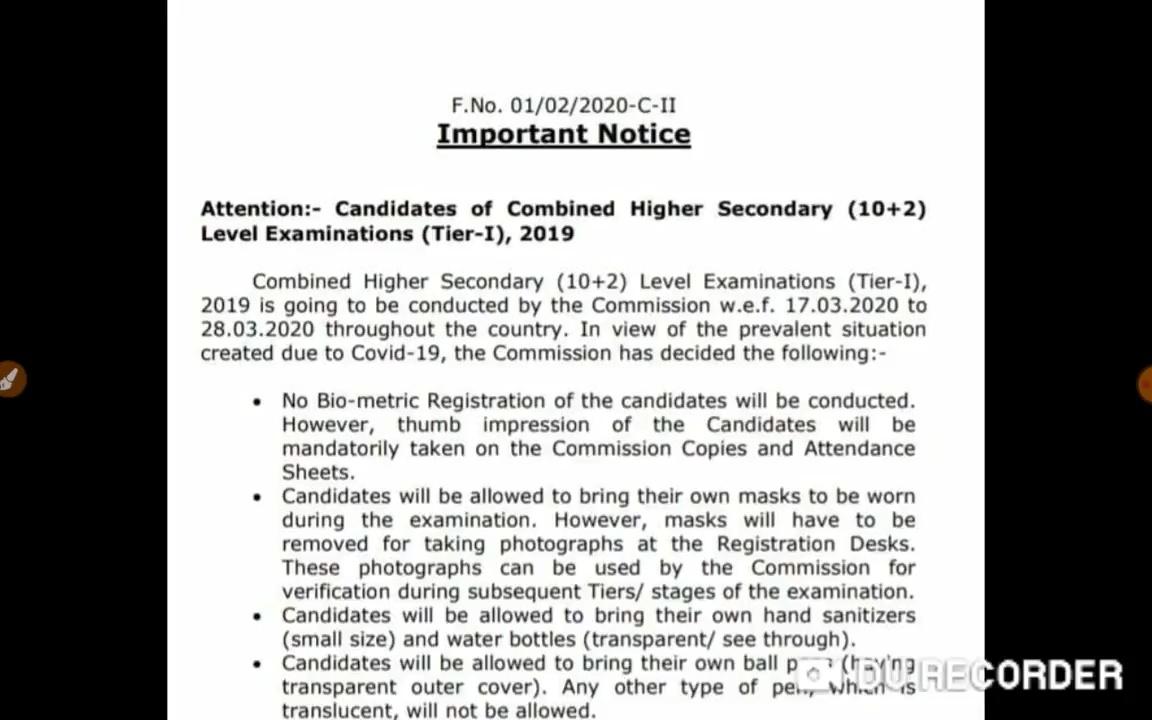 F.No. 01/02/2020-C-II
Important Notice
Attention:- Candidates of Combined Higher Secondary (10+2)
Level Examinations (Tier-I), 2019
Combined Higher Secondary (10+2) Level Examinations (Tier-I),
2019 is going to be conducted by the Commission w.e.f. 17.03.2020 to
28.03.2020 throughout the country. In view of the prevalent situation
created due to Covid-19, the Commission has decided the following:-
• No Bio-metric Registration of the candidates will be conducted.
However, thumb impression of the Candidates will be
mandatorily taken on the Commission Copies and Attendance
Sheets.
• Candidates will be allowed to bring their own masks to be worn
during the examination. However, masks will have to be
removed for taking photographs at the Registration Desks.
These photographs can be used by the Commission for
verification during subsequent Tiers/ stages of the examination.
• Candidates will be allowed to bring their own hand sanitizers
(small size) and water bottles (transparent/ see through).
• Candidates will be allowed to bring their own ball (having
transparent outer cover). Any other type of pen, which is
translucent, will not be allowed.
DU RECORDER